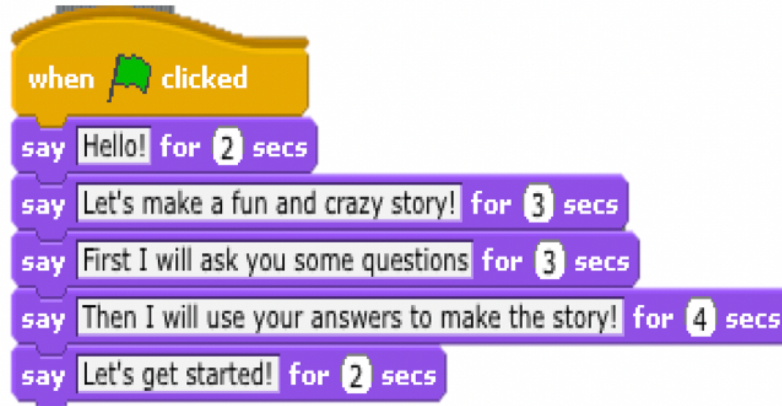 when clicked
say Hello! for 2 secs
say Let's make a fun and crazy story! for 3 secs
say First I will ask you some questions for 3 secs
say Then I will use your answers to make the story! for 4 secs
say Let's get started! for 2 secs